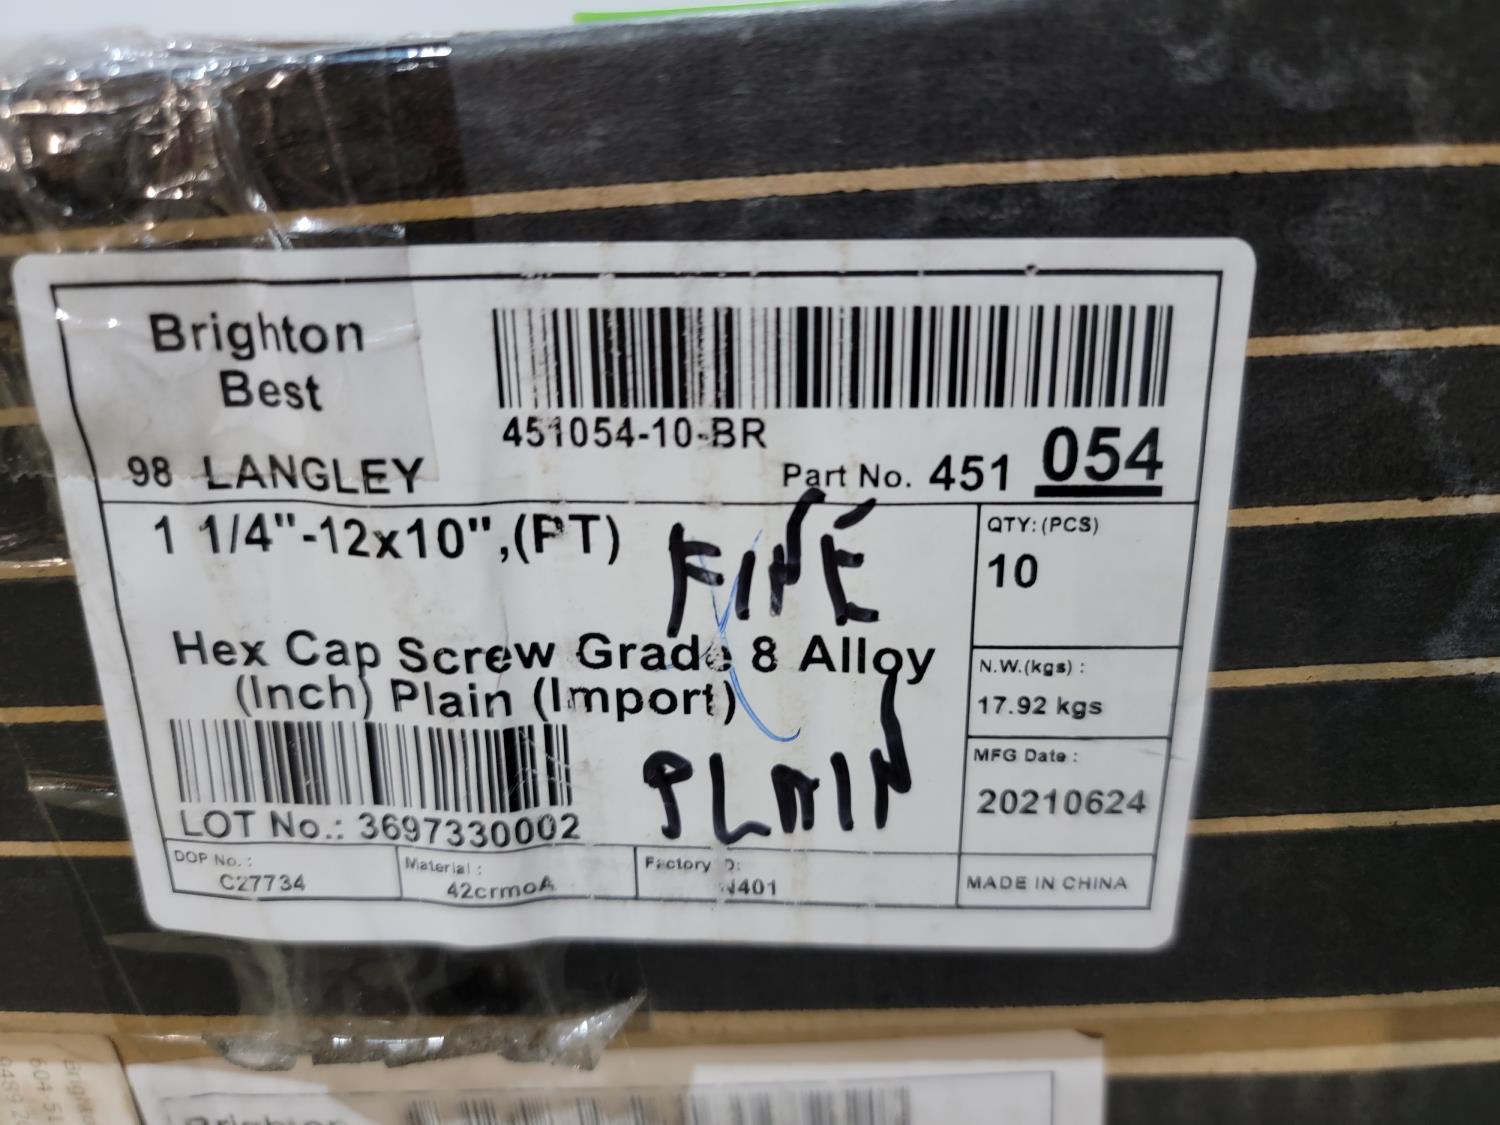 Brighton
Best
98 LANGLEY
451054-10-BR
Part No. 451 054
1 1/4"-12x10",(PT)
FINE
QTY:(PCS)
10
Hex Cap Screw Grade 8 Alloy
(Inch) Plain (Import)
N.W.(kgs) :
17.92 kgs
PLAIN
MFG Date :
20210624
LOT No.: 3697330002
DOP No. :
C27734
Material :
42crmoA
Factory
MADE IN CHINA
Brighton